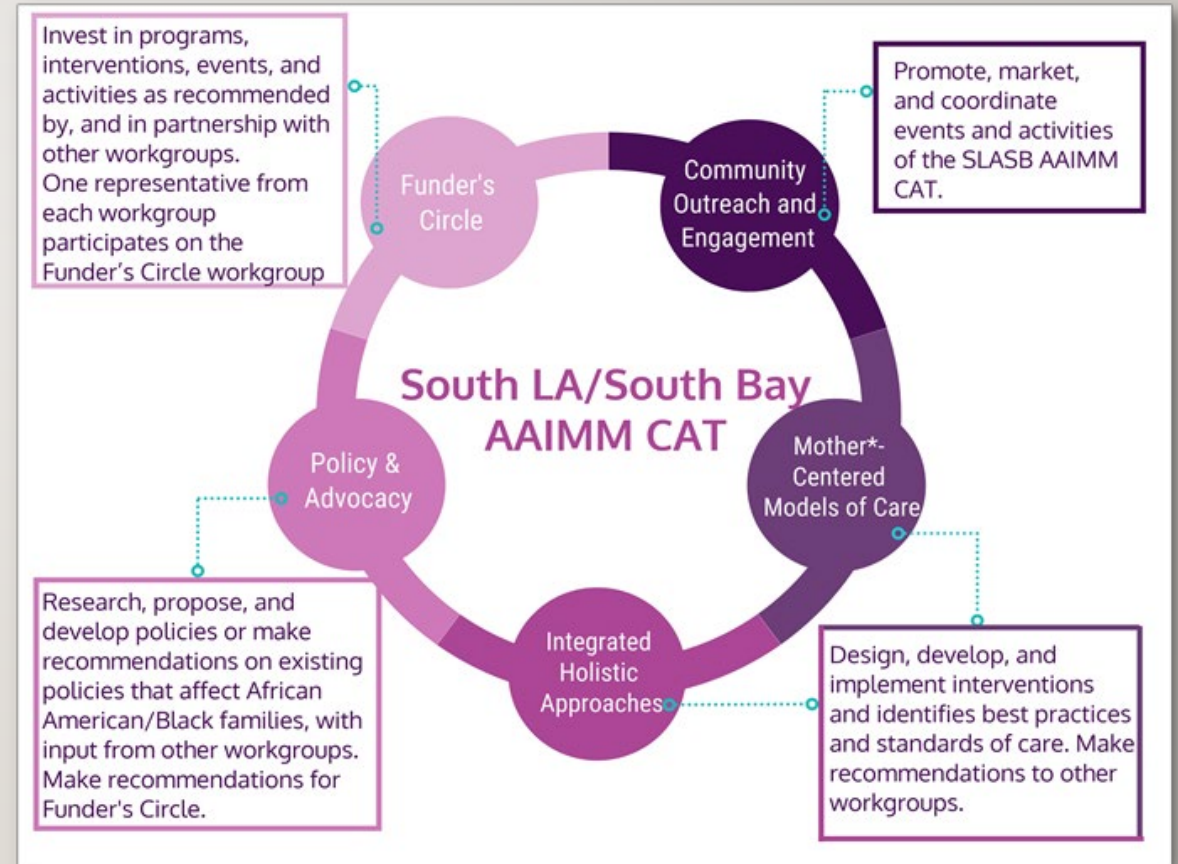 Invest in programs,
interventions, events, and
activities as recommended
by, and in partnership with
other workgroups.
One representative from
each workgroup
participates on the
Funder’s Circle workgroup
Funder's
Circle
Community
Outreach and
Engagement
Promote, market,
and coordinate
events and activities
of the SLASB AAIMM
CAT.
South LA/South Bay
AAIMM CAT
Policy &
Advocacy
Mother*-
Centered
Models of Care
Integrated
Holistic
Approaches
Research, propose, and
develop policies or make
recommendations on existing
policies that affect African
American/Black families, with
input from other workgroups.
Make recommendations for
Funder's Circle.
Design, develop, and
implement interventions
and identifies best practices
and standards of care. Make
recommendations to other
workgroups.